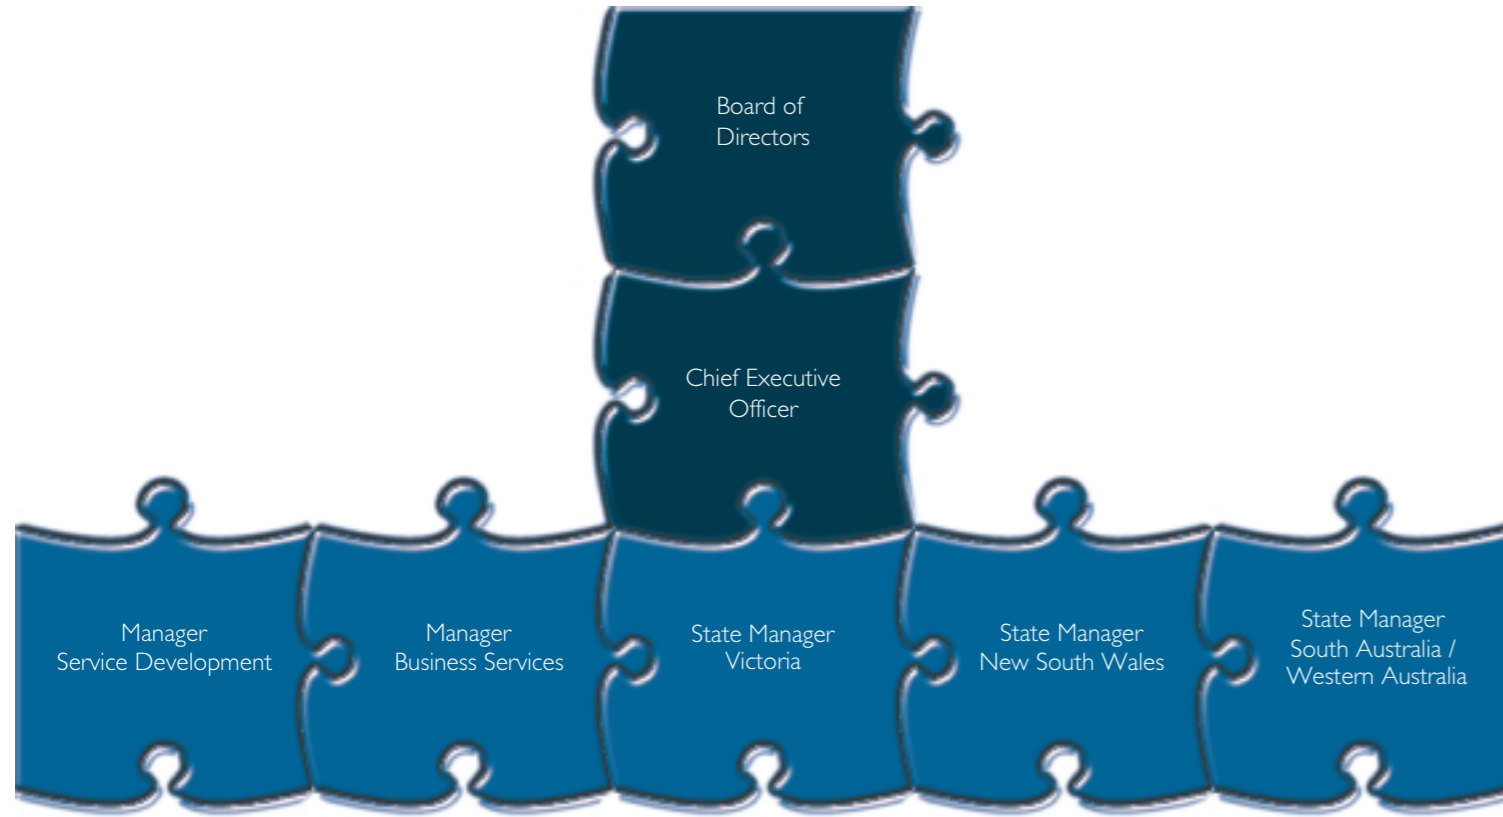 Board of
Directors
Chief Executive
Officer
Manager
Service Development
Manager
Business Services
State Manager
Victoria
State Manager
New South Wales
State Manager
South Australia /
Western Australia